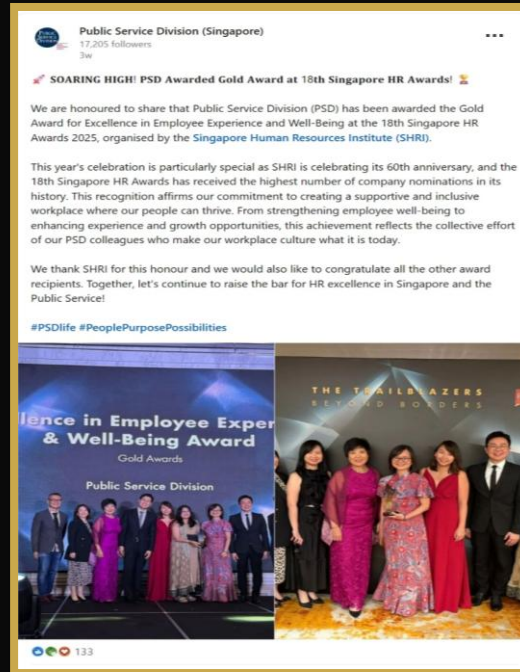 Public Service Division (Singapore)
17,205 followers
3w
🚀 SOARING HIGH! PSD Awarded Gold Award at 18th Singapore HR Awards! 🏆
We are honoured to share that Public Service Division (PSD) has been awarded the Gold
Award for Excellence in Employee Experience and Well-Being at the 18th Singapore HR
Awards 2025, organised by the Singapore Human Resources Institute (SHRI).
This year's celebration is particularly special as SHRI is celebrating its 60th anniversary, and the
18th Singapore HR Awards has received the highest number of company nominations in its
history. This recognition affirms our commitment to creating a supportive and inclusive
workplace where our people can thrive. From strengthening employee well-being to
enhancing experience and growth opportunities, this achievement reflects the collective effort
of our PSD colleagues who make our workplace culture what it is today.
We thank SHRI for this honour and we would also like to congratulate all the other award
recipients. Together, let's continue to raise the bar for HR excellence in Singapore and the
Public Service!
#PSDlife #PeoplePurposePossibilities
lence in Employee Exper
& Well-Being Award
Gold Awards
Public Service Division
THE TRAILBLAZERS
BEYOND BORDERS
133